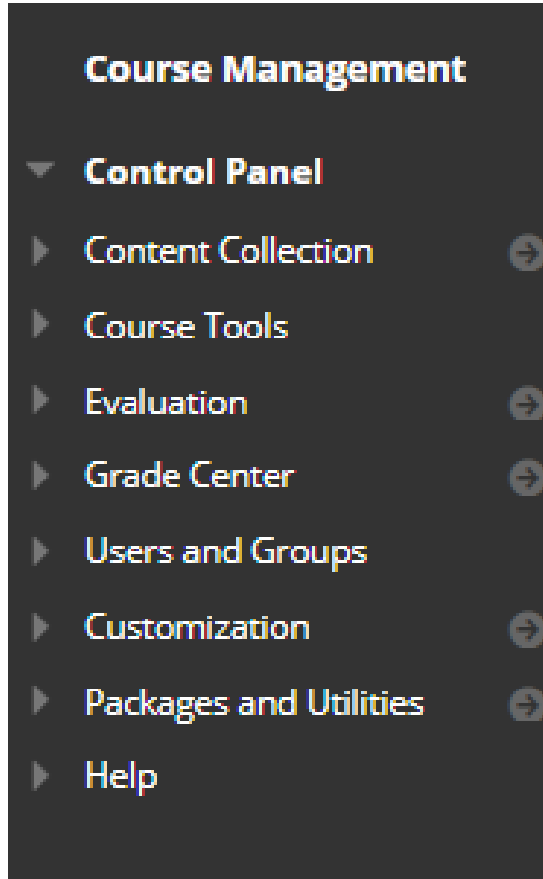 Course Management
Control Panel
Content Collection
Course Tools
Evaluation
Grade Center
Users and Groups
Customization
Packages and Utilities
Help